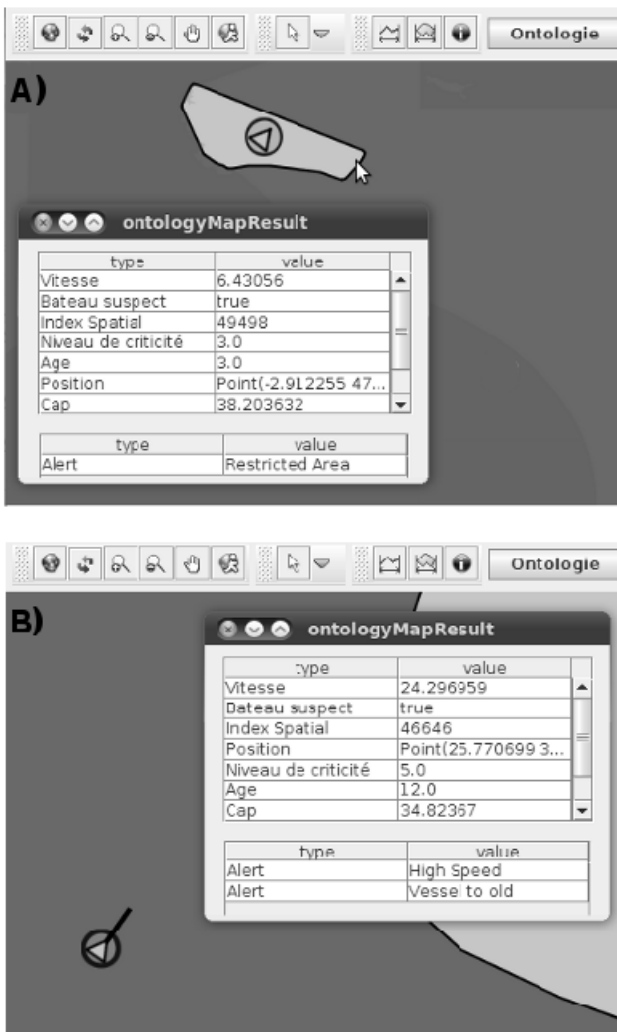 Ontologie
A)
ontologyMapResult
type value
Vitesse 6.43056
Bateau suspect true
Index Spatial 49498
Niveau de criticité 3.0
Age 3.0
Position Point(-2.912255 47...
Cap 38.203632
type value
Alert Restricted Area
Ontologie
B)
ontologyMapResult
type value
Vitesse 24.296959
Bateau suspect true
Index Spatial 46646
Position Point(25.770699 3...
Niveau de criticité 5.0
Age 12.0
Cap 34.82367
type value
Alert High Speed
Alert Vessel to old